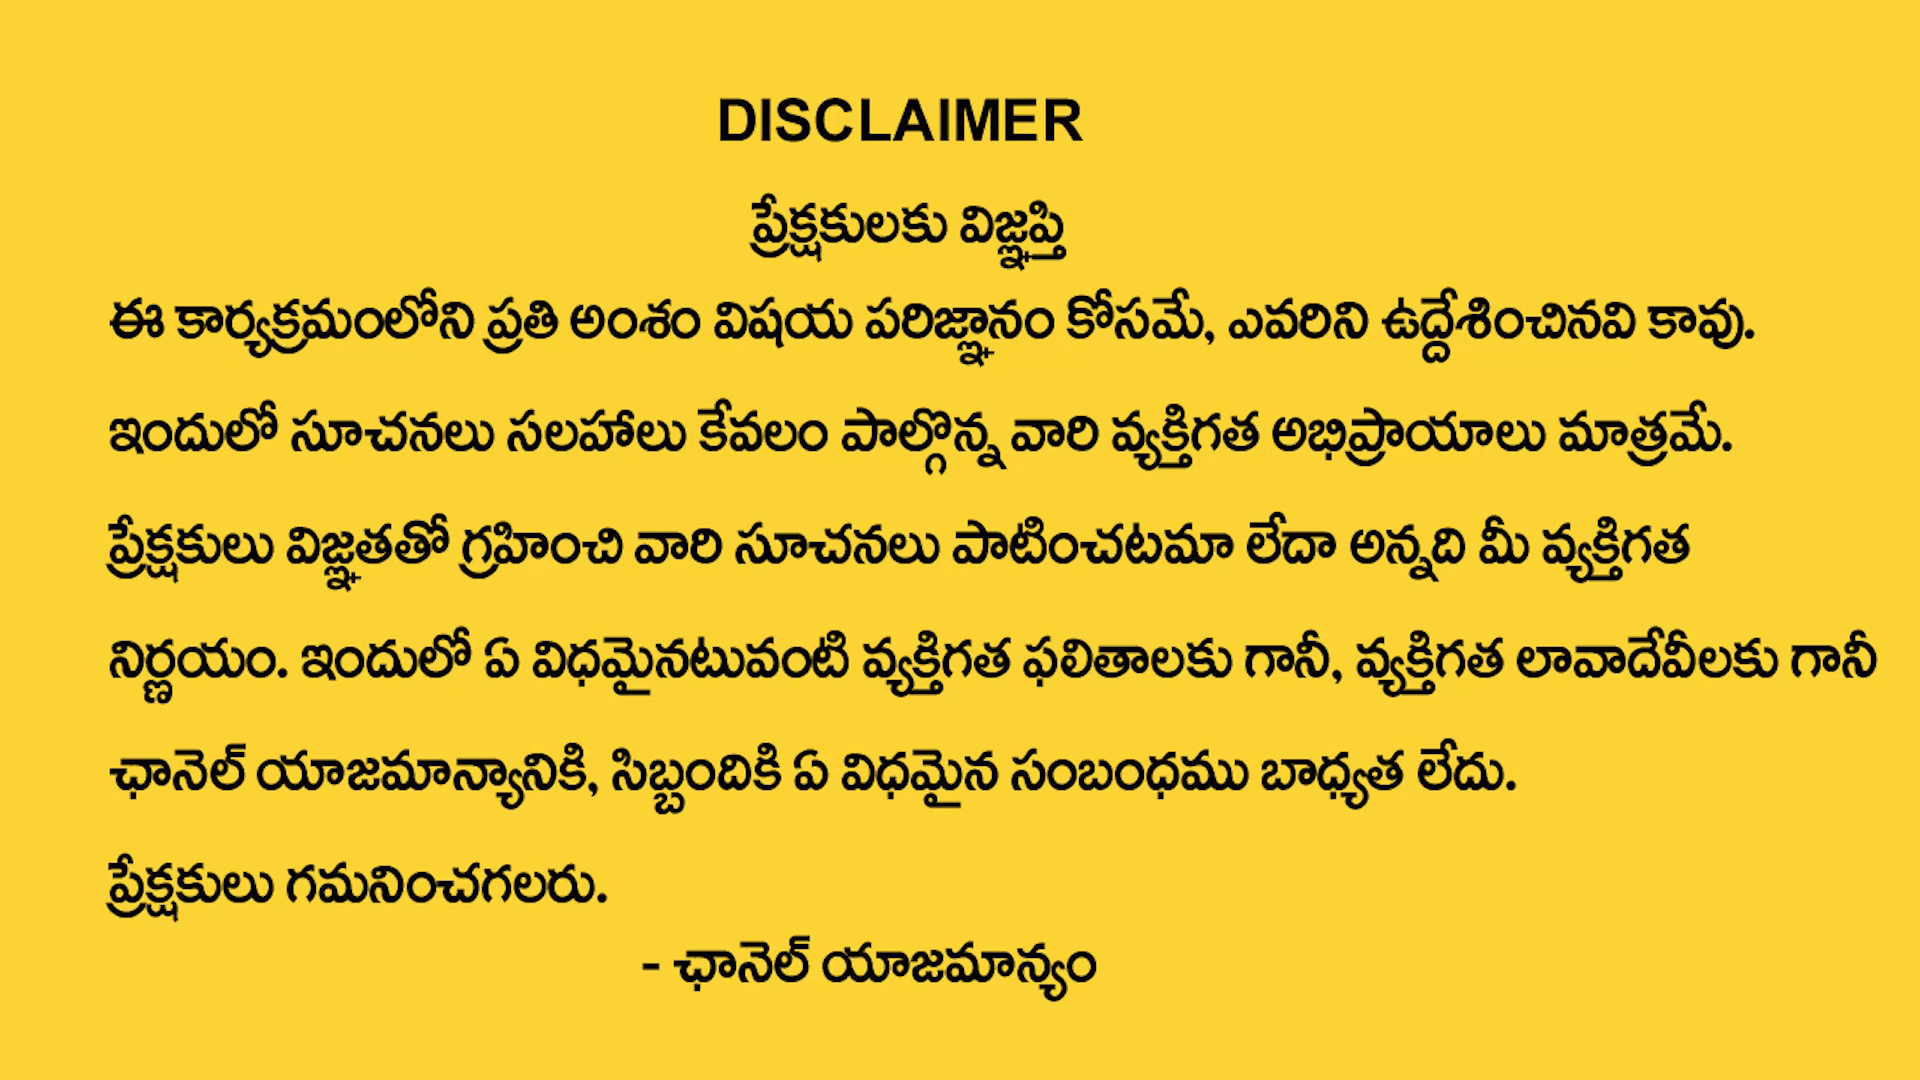 DISCLAIMER
ప్రేక్షకులకు విజ్ఞప్తి
ఈ కార్యక్రమంలోని ప్రతి అంశం విషయ పరిజ్ఞానం కోసమే, ఎవరిని ఉద్దేశించినవి కావు.
ఇందులో సూచనలు సలహాలు కేవలం పాల్గొన్న వారి వ్యక్తిగత అభిప్రాయాలు మాత్రమే.
ప్రేక్షకులు విజ్ఞతతో గ్రహించి వారి సూచనలు పాటించటమా లేదా అన్నది మీ వ్యక్తిగత
నిర్ణయం. ఇందులో ఏ విధమైనటువంటి వ్యక్తిగత ఫలితాలకు గానీ, వ్యక్తిగత లావాదేవీలకు గానీ
ఛానెల్ యాజమాన్యానికి, సిబ్బందికి ఏ విధమైన సంబంధము బాధ్యత లేదు.
ప్రేక్షకులు గమనించగలరు.
- ఛానెల్ యాజమాన్యం